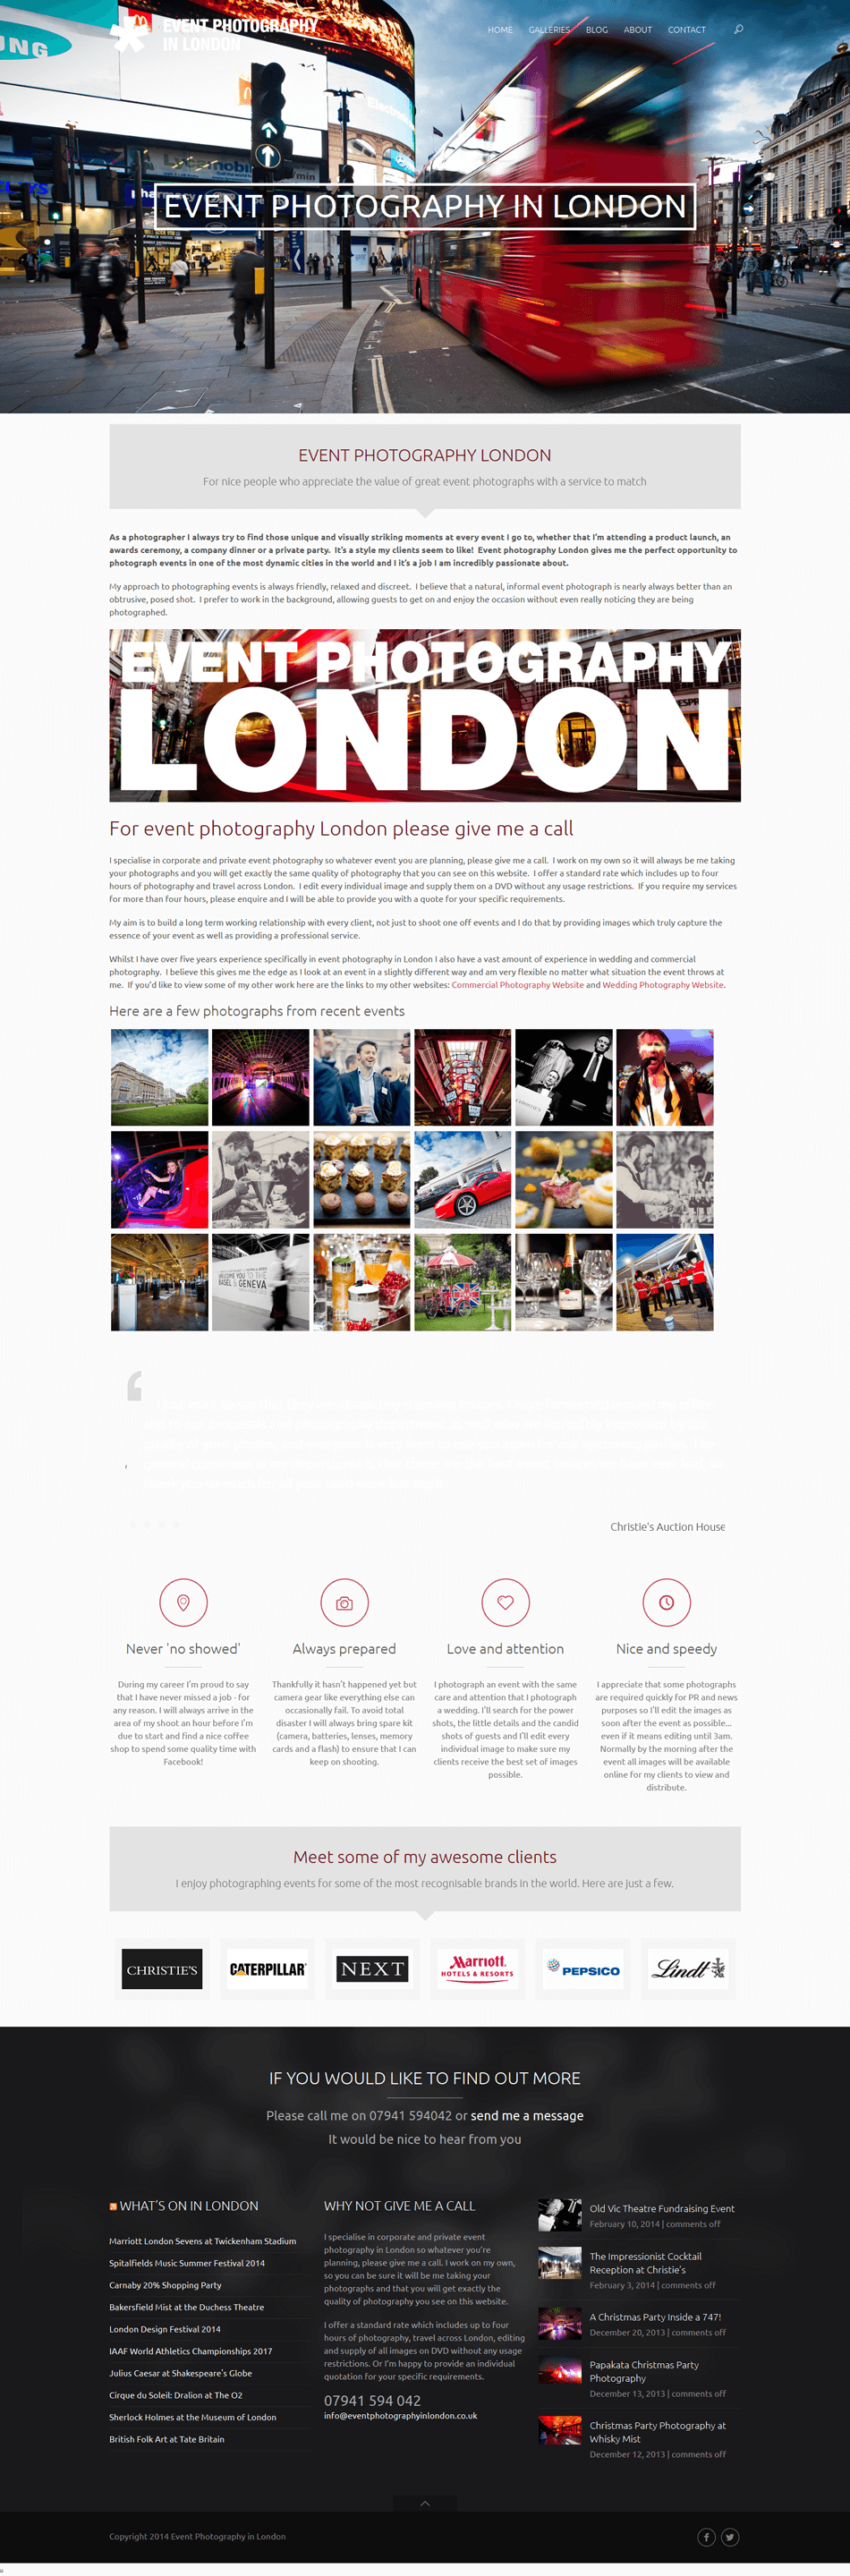 EVENT PHOTOGRAPHY
IN LONDON
HOME GALLERIES BLOG ABOUT CONTACT
EVENT PHOTOGRAPHY IN LONDON
EVENT PHOTOGRAPHY LONDON
For nice people who appreciate the value of great event photographs with a service to match
As a photographer I always try to find those unique and visually striking moments at every event I go to, whether that I'm attending a product launch, an
awards ceremony, a company dinner or a private party. It's a style my clients seem to like! Event photography London gives me the perfect opportunity to
photograph events in one of the most dynamic cities in the world and I it's a job I am incredibly passionate about.
My approach to photographing events is always friendly, relaxed and discreet. I believe that a natural, informal event photograph is nearly always better than an
obtrusive, posed shot. I prefer to work in the background, allowing guests to get on and enjoy the occasion without even really noticing they are being
photographed.
EVENT PHOTOGRAPHY
LONDON
For event photography London please give me a call
I specialise in corporate and private event photography so whatever event you are planning, please give me a call. I work on my own so it will always be me taking
your photographs and you will get exactly the same quality of photography that you can see on this website. I offer a standard rate which includes up to four
hours of photography and travel across London. I edit every individual image and supply them on a DVD without any usage restrictions. If you require my services
for more than four hours, please enquire and I will be able to provide you with a quote for your specific requirements.
My aim is to build a long term working relationship with every client, not just to shoot one off events and I do that by providing images which truly capture the
essence of your event as well as providing a professional service.
Whilst I have over five years experience specifically in event photography in London I also have a vast amount of experience in wedding and commercial
photography. I believe this gives me the edge as I look at an event in a slightly different way and am very flexible no matter what situation the event throws at
me. If you'd like to view some of my other work here are the links to my other websites: Commercial Photography Website and Wedding Photography Website.
Here are a few photographs from recent events
Christie's Auction House
Never 'no showed'
During my career I'm proud to say
that I have never missed a job - for
any reason. I will always arrive in the
area of my shoot an hour before I'm
due to start and find a nice coffee
shop to spend some quality time with
Facebook!
Always prepared
Thankfully it hasn't happened yet but
camera gear like everything else can
occasionally fail. To avoid total
disaster I will always bring spare kit
(camera, batteries, lenses, memory
cards and a flash) to ensure that I can
keep on shooting.
Love and attention
I photograph an event with the same
care and attention that I photograph
a wedding. I'll search for the power
shots, the little details and the candid
shots of guests and I'll edit every
individual image to make sure my
clients receive the best set of images
possible.
Nice and speedy
I appreciate that some photographs
are required quickly for PR and news
purposes so I'll edit the images as
soon after the event as possible...
even if it means editing until 3am.
Normally by the morning after the
event all images will be available
online for my clients to view and
distribute.
Meet some of my awesome clients
I enjoy photographing events for some of the most recognisable brands in the world. Here are just a few.
CHRISTIE'S
CATERPILLAR
NEXT
Marriott
HOTELS & RESORTS
PEPSICO
Lindt
IF YOU WOULD LIKE TO FIND OUT MORE
Please call me on 07941 594042 or send me a message
It would be nice to hear from you
WHAT'S ON IN LONDON
Marriott London Sevens at Twickenham Stadium
Spitalfields Music Summer Festival 2014
Carnaby 20% Shopping Party
Bakersfield Mist at the Duchess Theatre
London Design Festival 2014
IAAF World Athletics Championships 2017
Julius Caesar at Shakespeare's Globe
Cirque du Soleil: Dralion at The O2
Sherlock Holmes at the Museum of London
British Folk Art at Tate Britain
WHY NOT GIVE ME A CALL
I specialise in corporate and private event
photography in London so whatever you're
planning, please give me a call. I work on my own,
so you can be sure it will be me taking your
photographs and that you will get exactly the
quality of photography you see on this website.
I offer a standard rate which includes up to four
hours of photography, travel across London, editing
and supply of all images on DVD without any usage
restrictions. Or I'm happy to provide an individual
quotation for your specific requirements.
07941 594 042
info@eventphotographyinlondon.co.uk
Old Vic Theatre Fundraising Event
February 10, 2014 | comments off
The Impressionist Cocktail
Reception at Christie's
February 3, 2014 | comments off
A Christmas Party Inside a 747!
December 20, 2013 | comments off
Papakata Christmas Party
Photography
December 13, 2013 | comments off
Christmas Party Photography at
Whisky Mist
December 12, 2013 | comments off
Copyright 2014 Event Photography in London